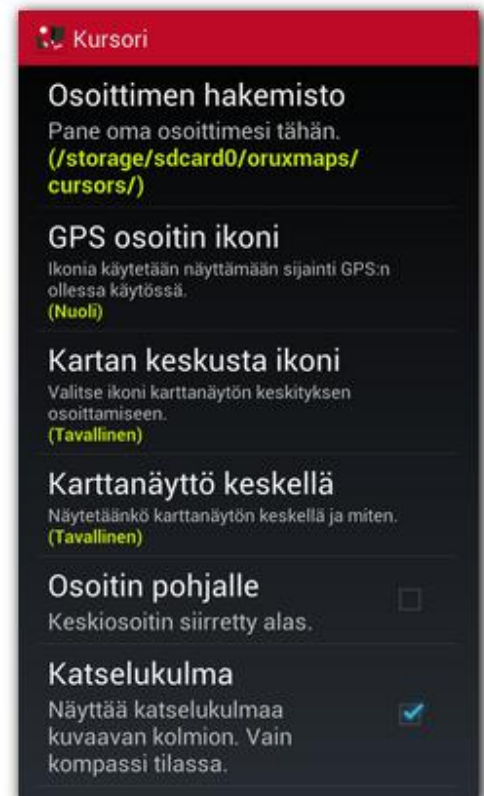 Kursori
Osoittimen hakemisto
Pane oma osoittimesi tähän.
(/storage/sdcard0/oruxmaps/
cursors/)
GPS osoitin ikoni
Ikonia käytetään näyttämään sijainti GPS:n
ollessa käytössä.
(Nuoli)
Kartan keskusta ikoni
Valitse ikoni karttanäytön keskityksen
osoittamiseen.
(Tavallinen)
Karttanäyttö keskellä
Näytetäänkö karttanäytön keskellä ja miten.
(Tavallinen)
Osoitin pohjalle
Keskiosoitin siirretty alas.
Katselukulma
Näyttää katselukulmaa
kuvaavan kolmion. Vain
kompassi tilassa.